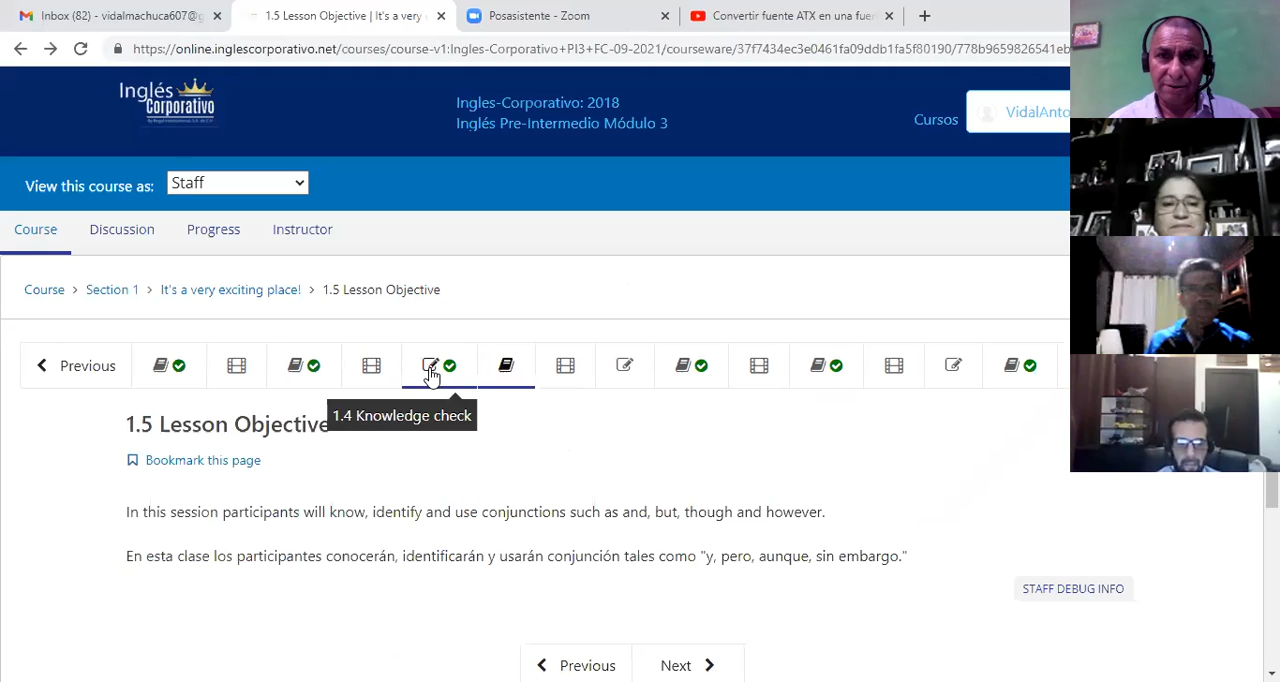 Inbox (82) - vidalmachuca607@g
1.5 Lesson Objective | It's a very
Posasistente - Zoom
Convertir fuente ATX en una fuen
https://online.inglescorporativo.net/courses/course-v1:Ingles-Corporativo+PI3+FC-09-2021/courseware/37f7434ec3e0461fa09ddb1fa5f80190/778b9659826541eb
Inglés
Corporativo
Ingles-Corporativo: 2018
Inglés Pre-Intermedio Módulo 3
Cursos
VidalAnto
View this course as:
Staff
Course
Discussion
Progress
Instructor
Course > Section 1 > It's a very exciting place! > 1.5 Lesson Objective
Previous
1.4 Knowledge check
1.5 Lesson Objective
Bookmark this page
In this session participants will know, identify and use conjunctions such as and, but, though and however.
En esta clase los participantes conocerán, identificarán y usarán conjunción tales como "y, pero, aunque, sin embargo."
STAFF DEBUG INFO
Previous
Next